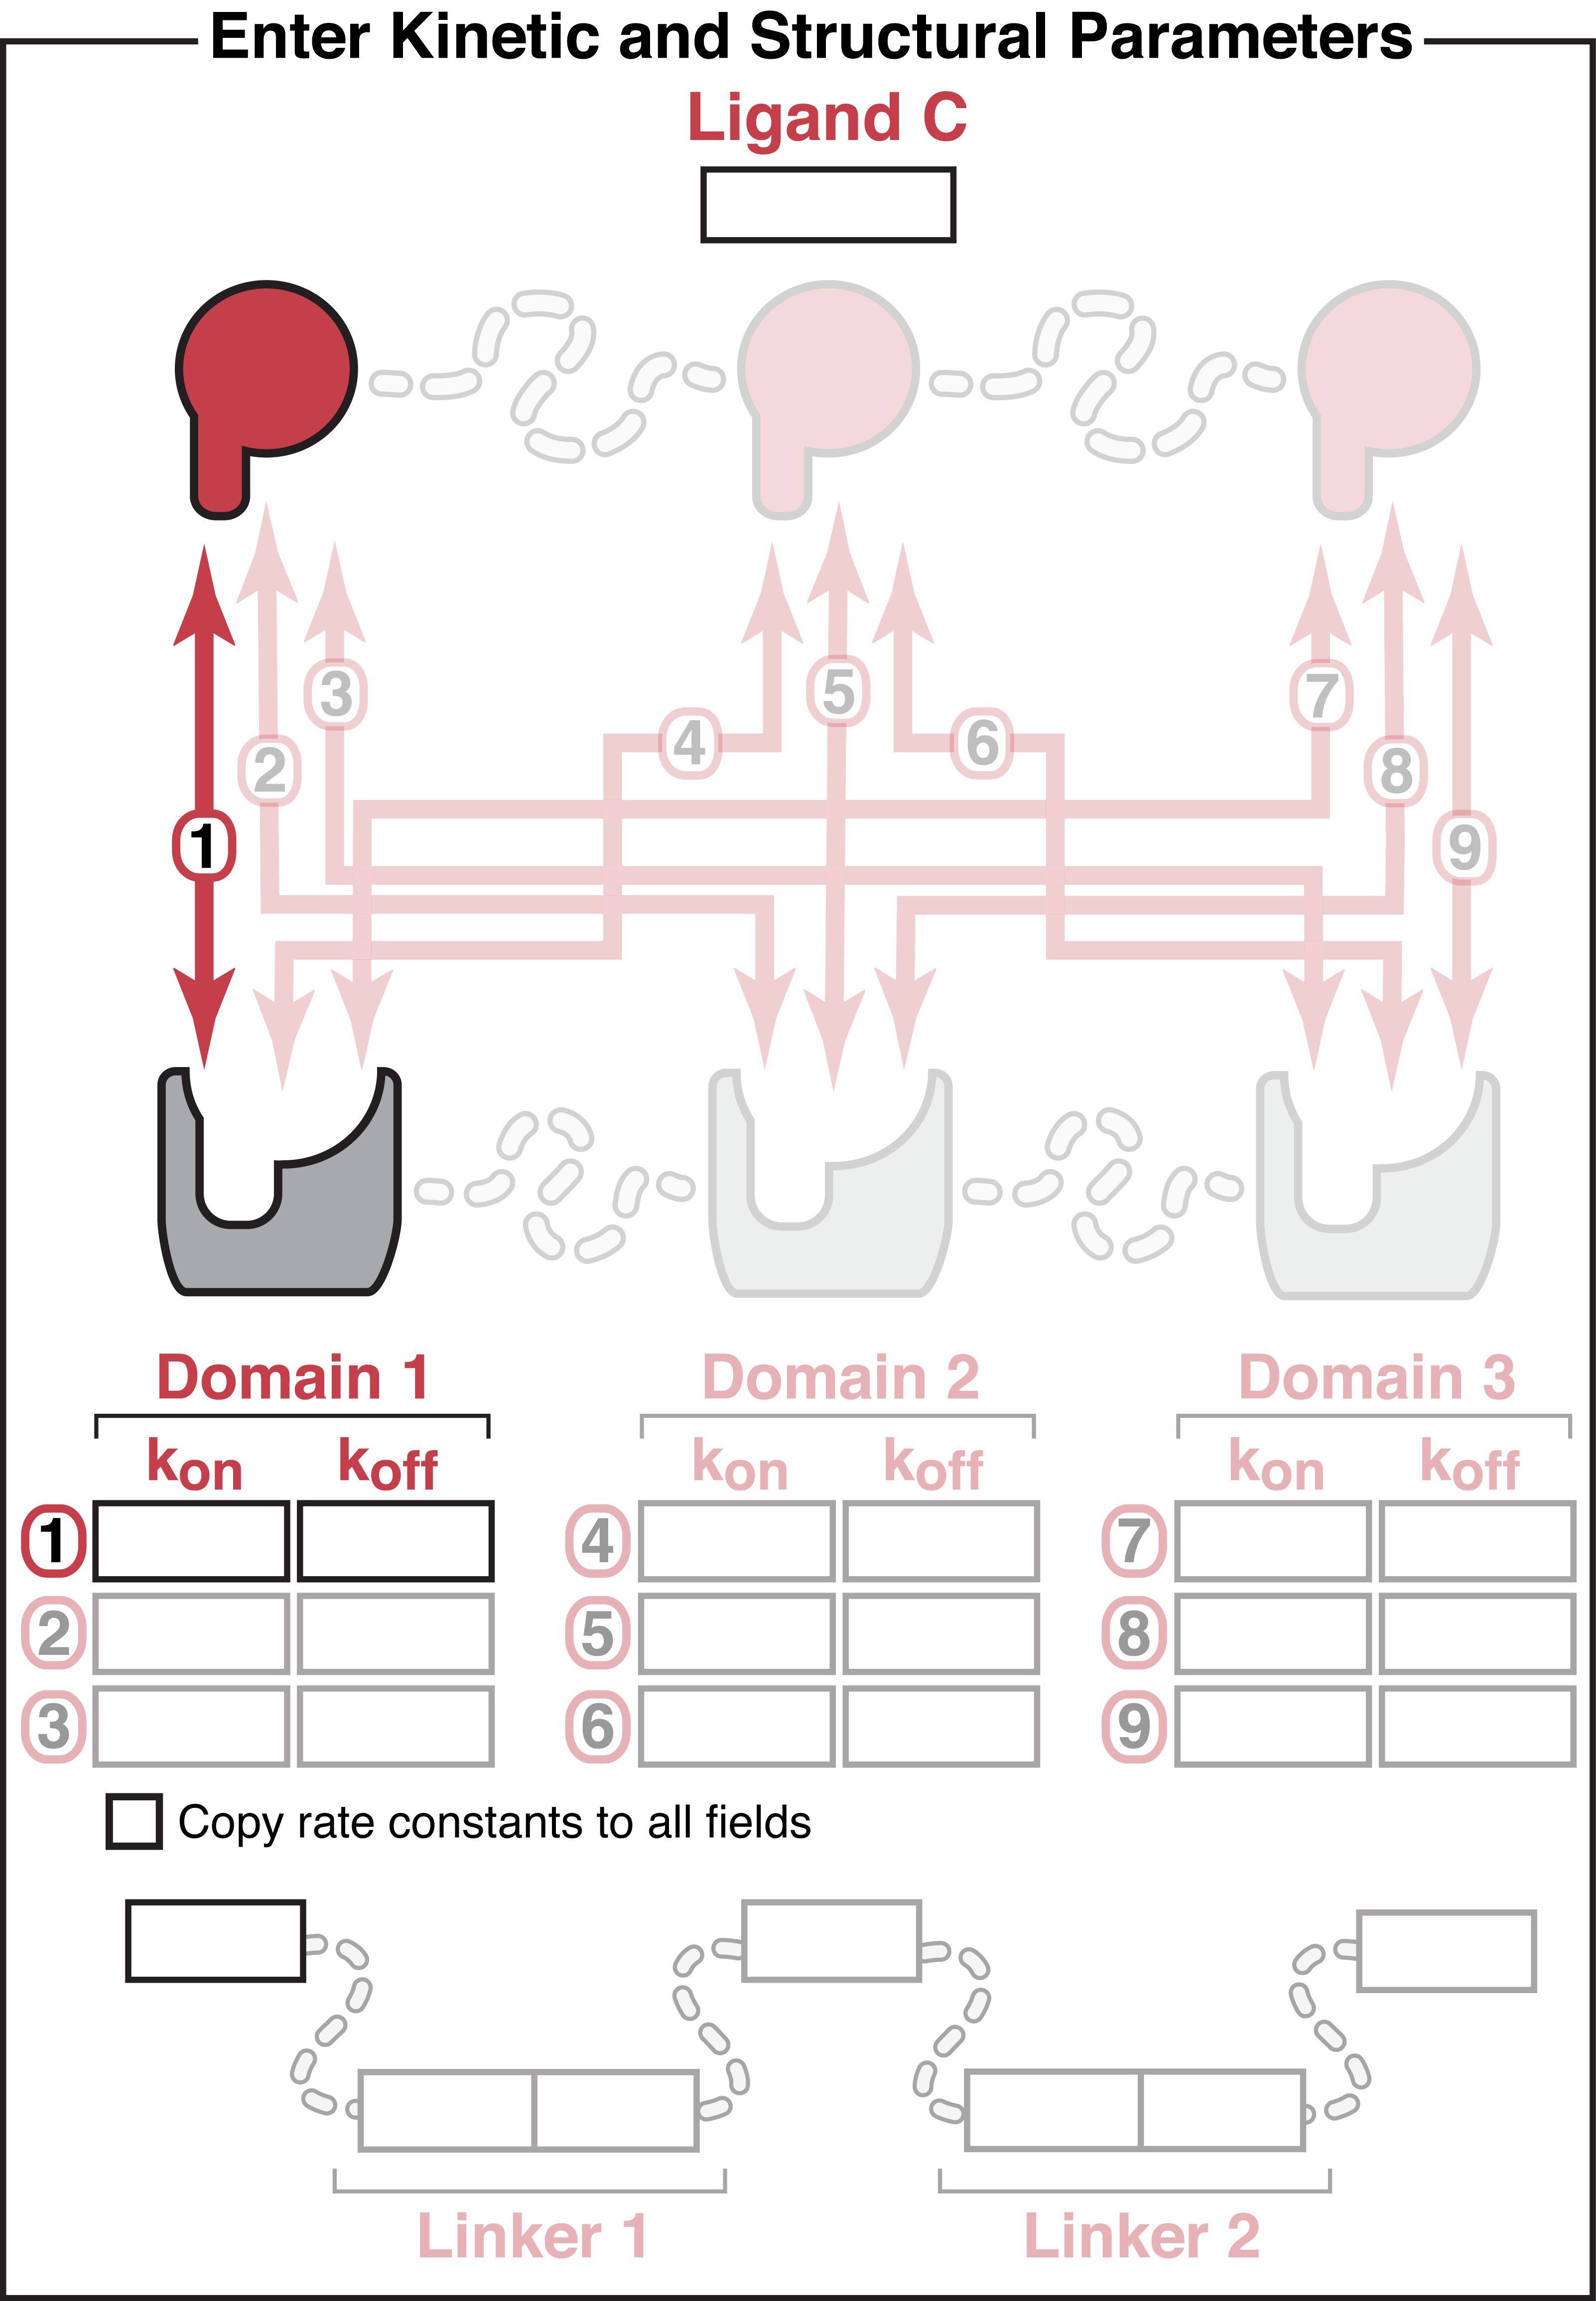 Enter Kinetic and Structural Parameters
Ligand C
3
5
7
4
6
2
8
1
9
Domain 1 Domain 2 Domain 3
kon koff kon koff kon koff
1 4 7
2 5 8
3 6 9
Copy rate constants to all fields
Linker 1 Linker 2